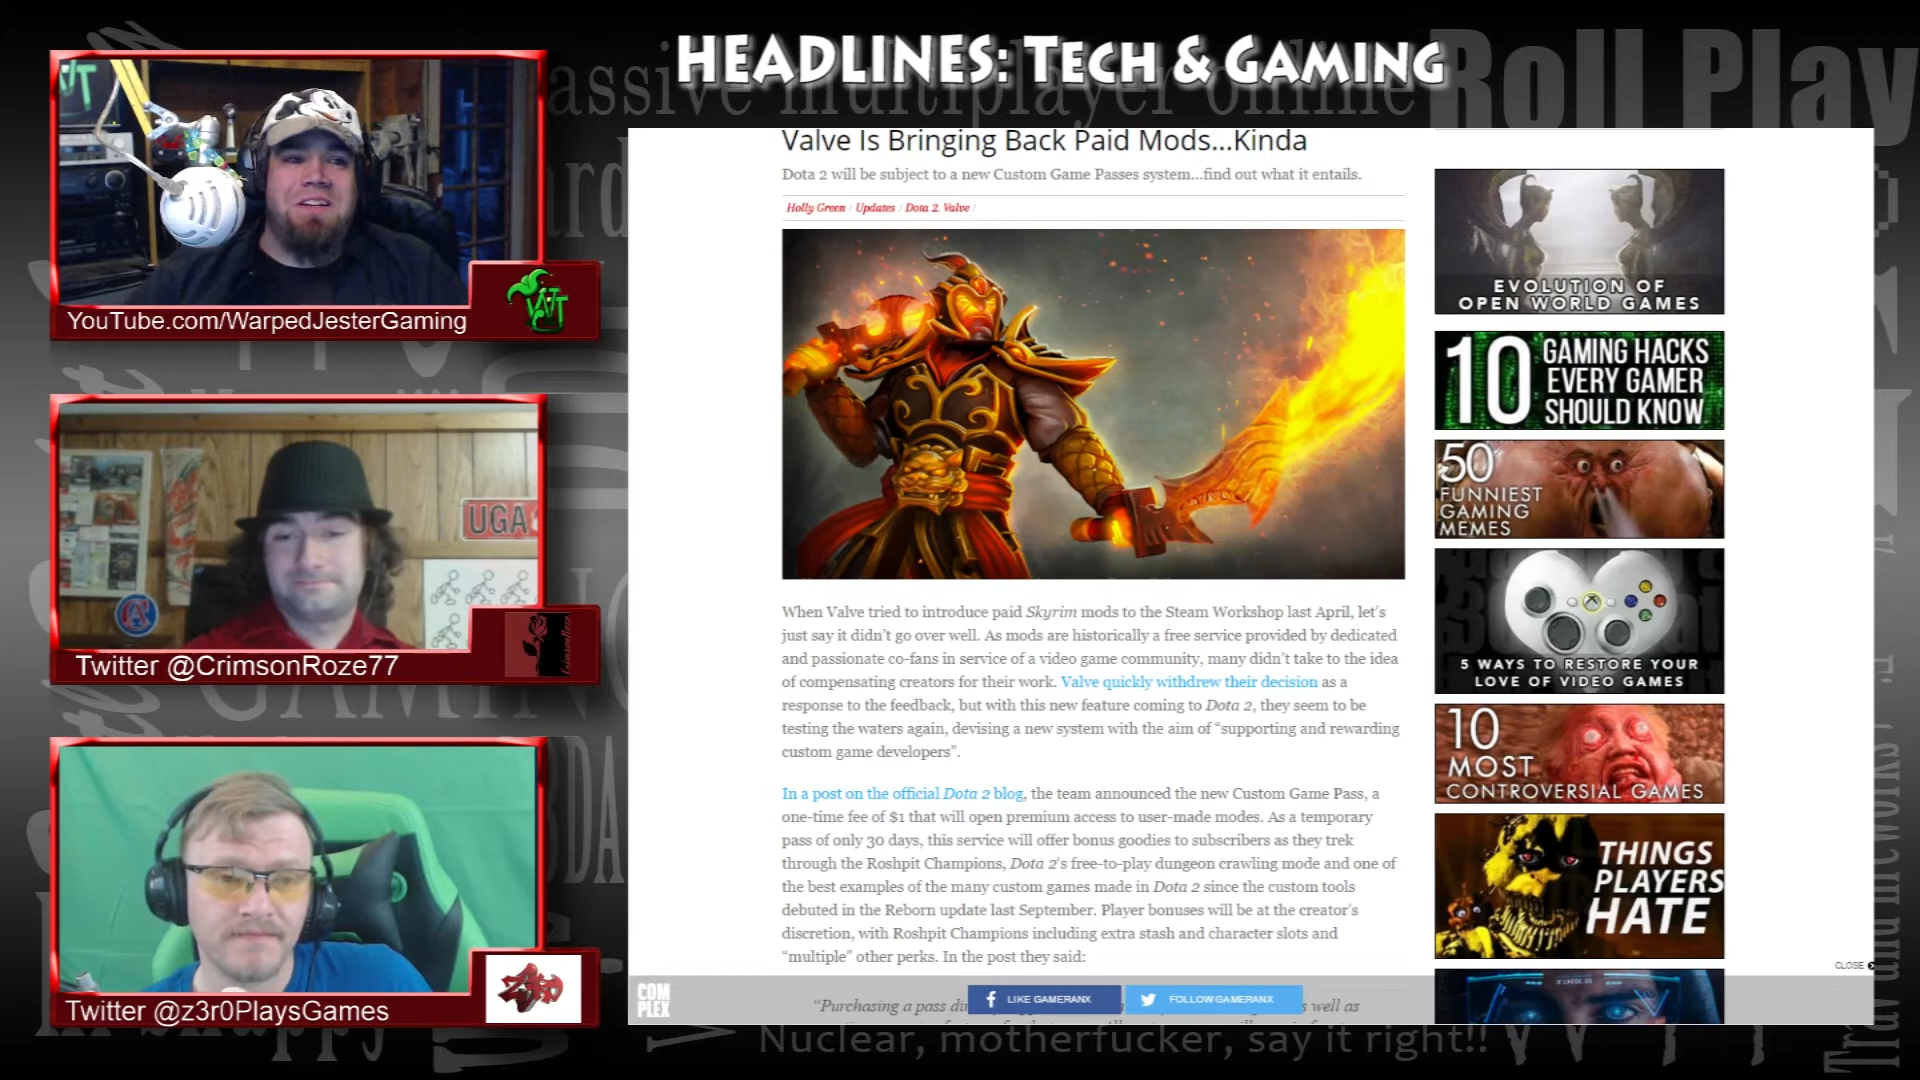 HEADLINES: TECH & GAMING
assive multiplayer online
Roll Play
YouTube.com/WarpedJesterGaming
UGA
Twitter @CrimsonRoze77
Twitter @z3r0PlaysGames
Valve Is Bringing Back Paid Mods...Kinda
Dota 2 will be subject to a new Custom Game Passes system...find out what it entails.
Holly Green / Updates / Dota 2, Valve /
When Valve tried to introduce paid Skyrim mods to the Steam Workshop last April, let's
just say it didn't go over well. As mods are historically a free service provided by dedicated
and passionate co-fans in service of a video game community, many didn't take to the idea
of compensating creators for their work. Valve quickly withdrew their decision as a
response to the feedback, but with this new feature coming to Dota 2, they seem to be
testing the waters again, devising a new system with the aim of “supporting and rewarding
custom game developers”.
In a post on the official Dota 2 blog, the team announced the new Custom Game Pass, a
one-time fee of $1 that will open premium access to user-made modes. As a temporary
pass of only 30 days, this service will offer bonus goodies to subscribers as they trek
through the Roshpit Champions, Dota 2's free-to-play dungeon crawling mode and one of
the best examples of the many custom games made in Dota 2 since the custom tools
debuted in the Reborn update last September. Player bonuses will be at the creator's
discretion, with Roshpit Champions including extra stash and character slots and
“multiple” other perks. In the post they said:
“Purchasing a pass di
s well as
COM
PLEX
LIKE GAMERANX
FOLLOW GAMERANX
CLOSE
EVOLUTION OF
OPEN WORLD GAMES
10 GAMING HACKS
EVERY GAMER
SHOULD KNOW
50
FUNNIEST
GAMING
MEMES
5 WAYS TO RESTORE YOUR
LOVE OF VIDEO GAMES
10
MOST
CONTROVERSIAL GAMES
THINGS
PLAYERS
HATE
Nuclear, motherfucker, say it right!!